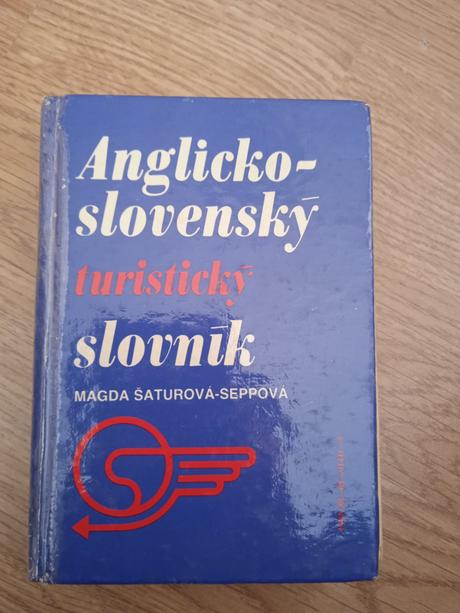 Anglicko-
slovenský
turistický
slovník
MAGDA ŠATUROVÁ-SEPPOVÁ